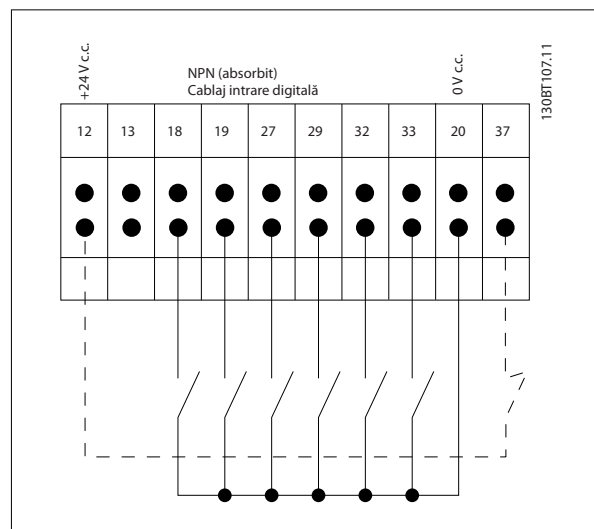 +24 V c.c.
NPN (absorbit)
Cablaj intrare digitală
0 V c.c.
130BT107.11
12 13 18 19 27 29 32 33 20 37